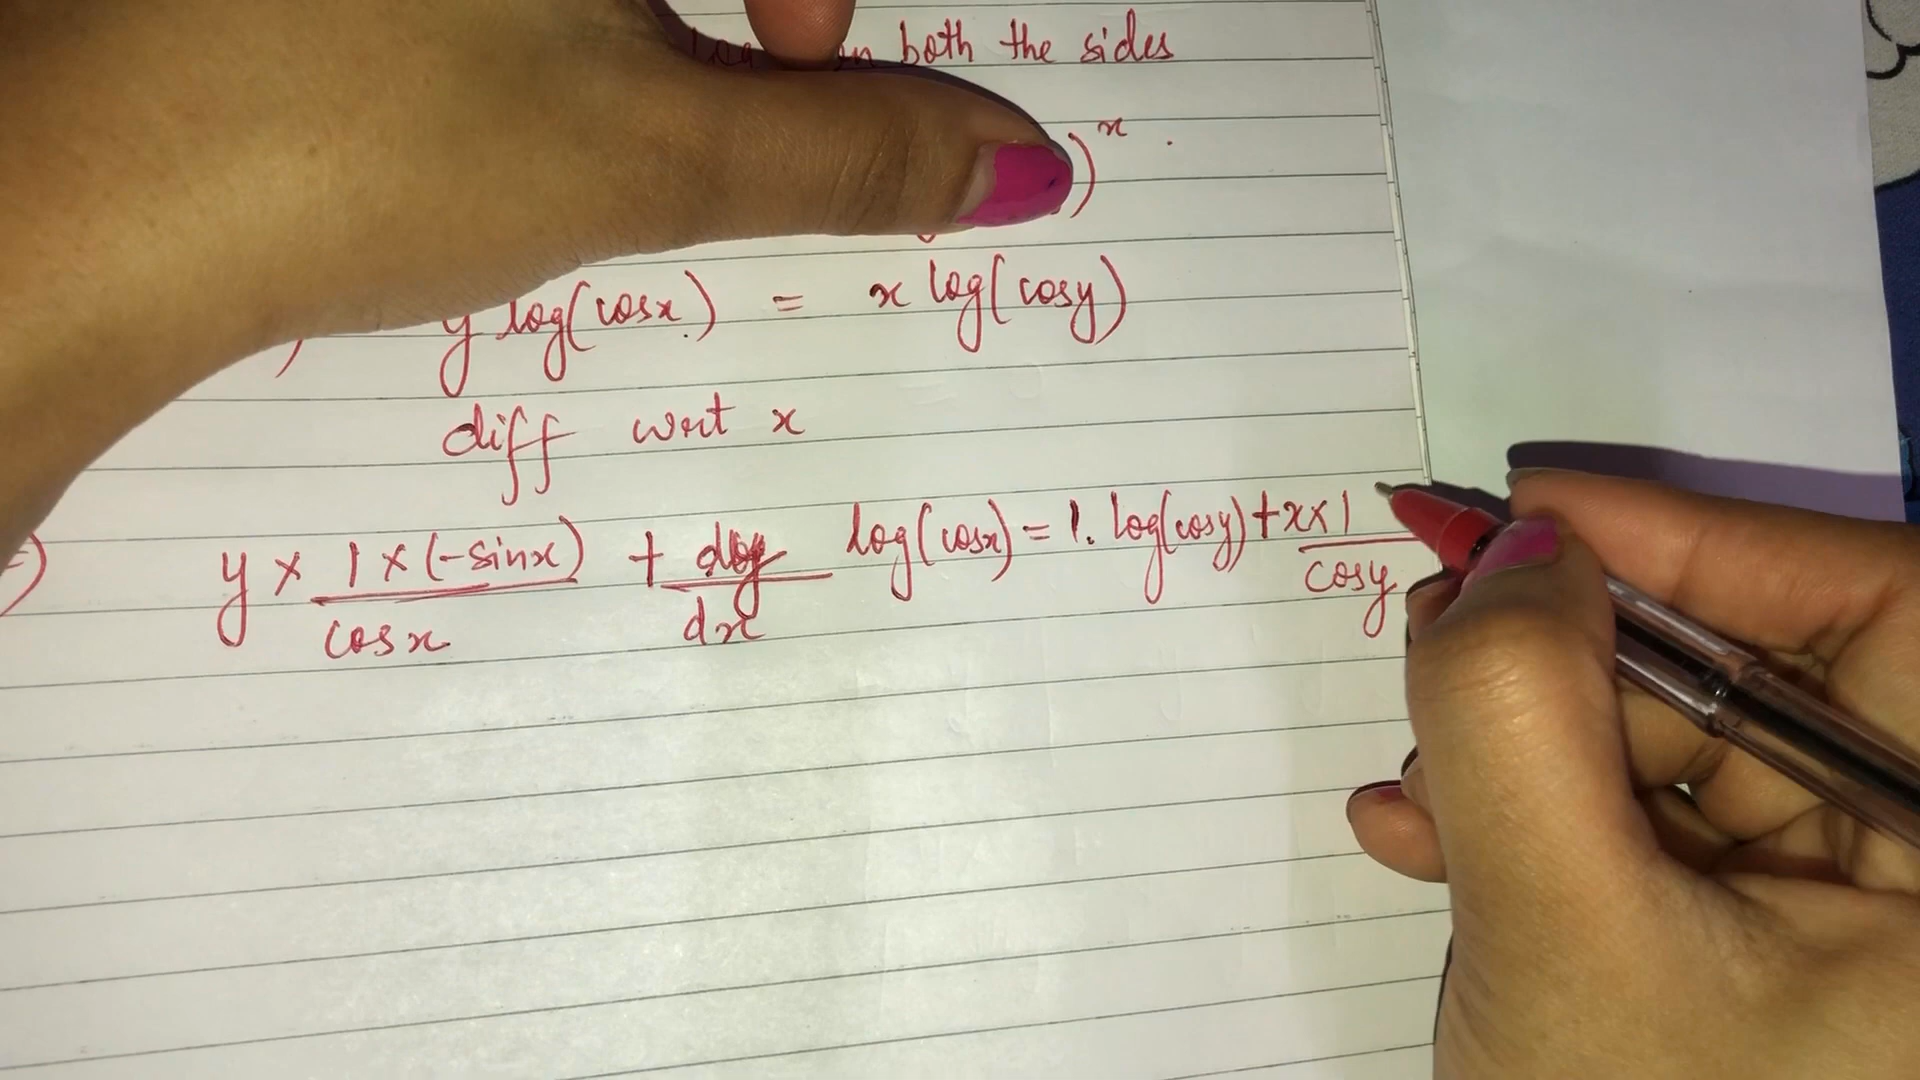 on both the sides
)^x .
y log(cosx) = x log(cosy)
diff wrt x
y × 1 × (-sinx) / cosx + dy / dx log(cosx) = 1. log(cosy) + x × 1 / cosy